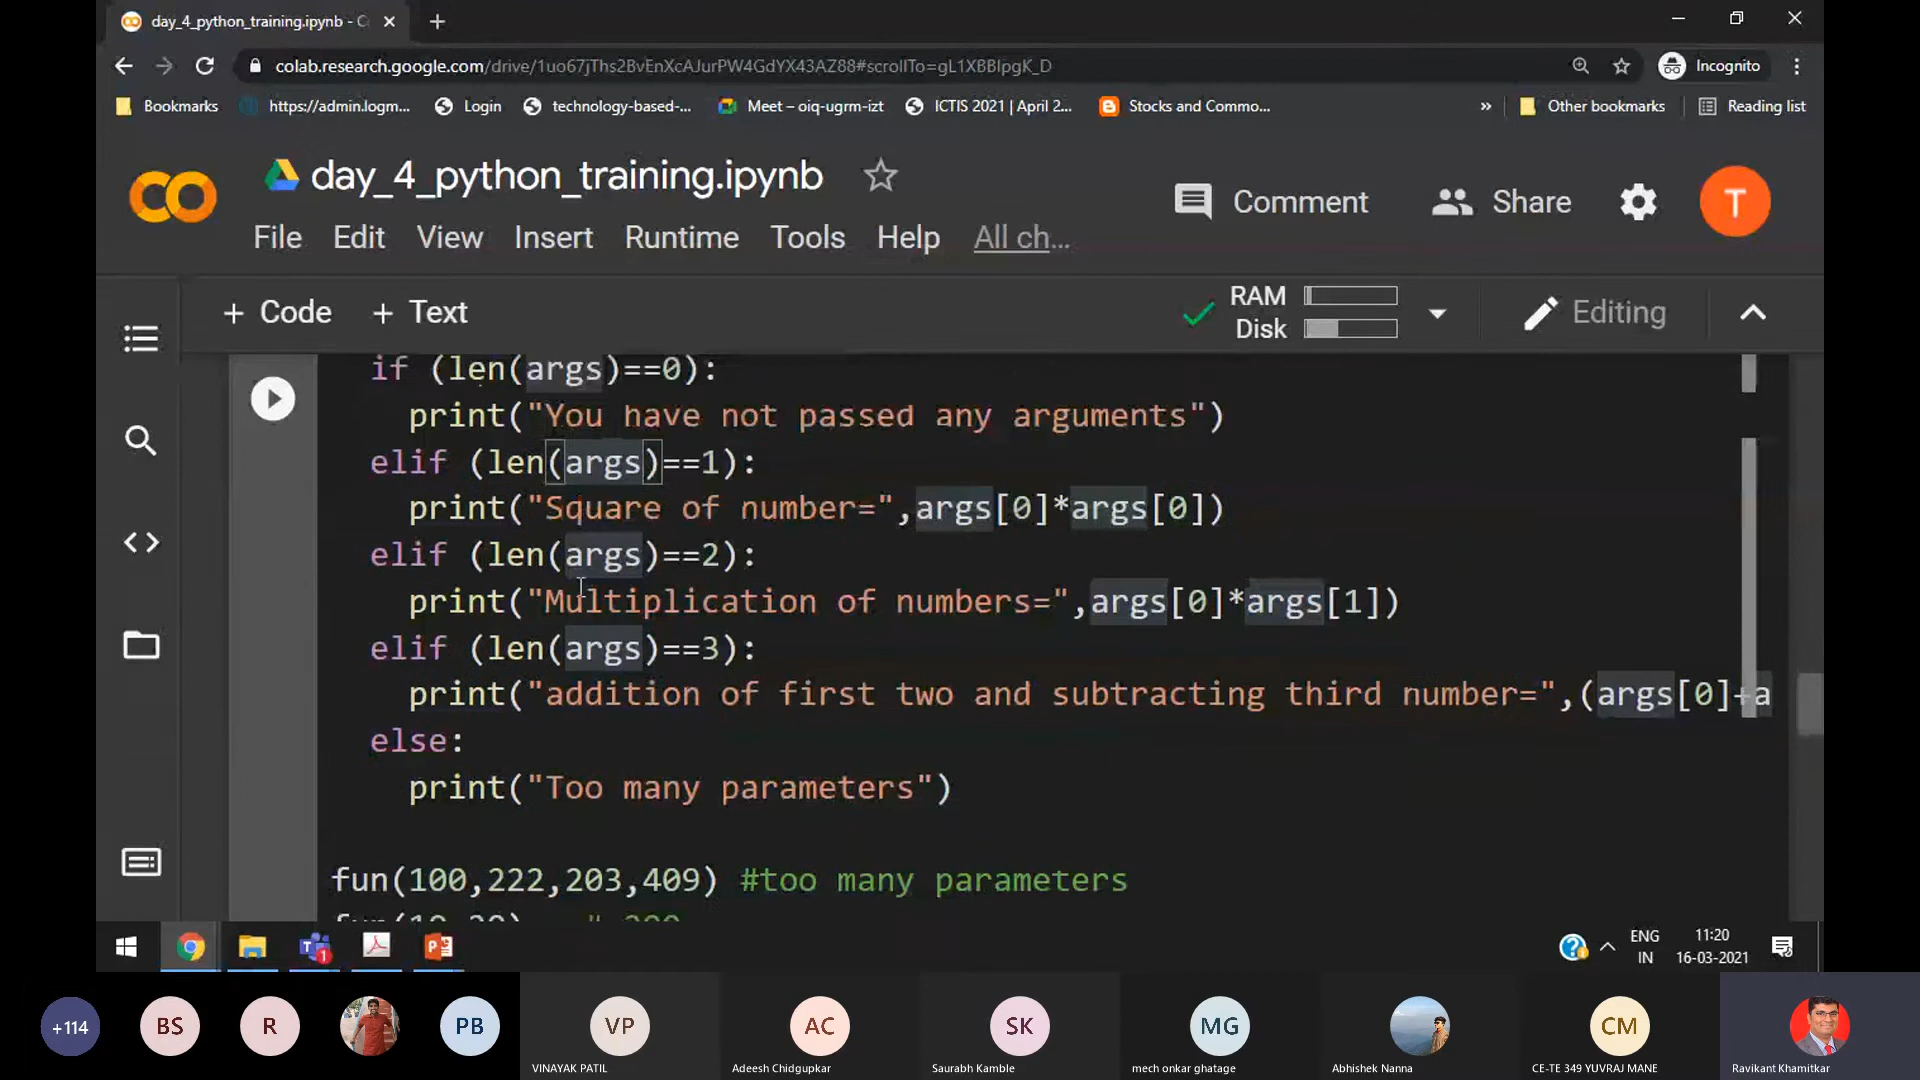 day_4_python_training.ipynb - C
colab.research.google.com/drive/1uo67jThs2BvEnXcAJurPW4GdYX43AZ88#scrollTo=gL1XBBlpgK_D
Incognito
Bookmarks
https://admin.logm...
Login
technology-based-...
Meet – oiq-ugrm-izt
ICTIS 2021 | April 2...
Stocks and Commo...
»
Other bookmarks
Reading list
day_4_python_training.ipynb
Comment
Share
T
File Edit View Insert Runtime Tools Help All ch...
+ Code + Text
RAM
Disk
Editing
if (len(args)==0):
print("You have not passed any arguments")
elif (len(args)==1):
print("Square of number=",args[0]*args[0])
elif (len(args)==2):
print("Multiplication of numbers=",args[0]*args[1])
elif (len(args)==3):
print("addition of first two and subtracting third number=",(args[0]+a
else:
print("Too many parameters")
fun(100,222,203,409) #too many parameters
ENG
IN
11:20
16-03-2021
+114
BS
R
PB
VP
AC
SK
MG
CM
VINAYAK PATIL
Adeesh Chidgupkar
Saurabh Kamble
mech onkar ghatage
Abhishek Nanna
CE-TE 349 YUVRAJ MANE
Ravikant Khamitkar